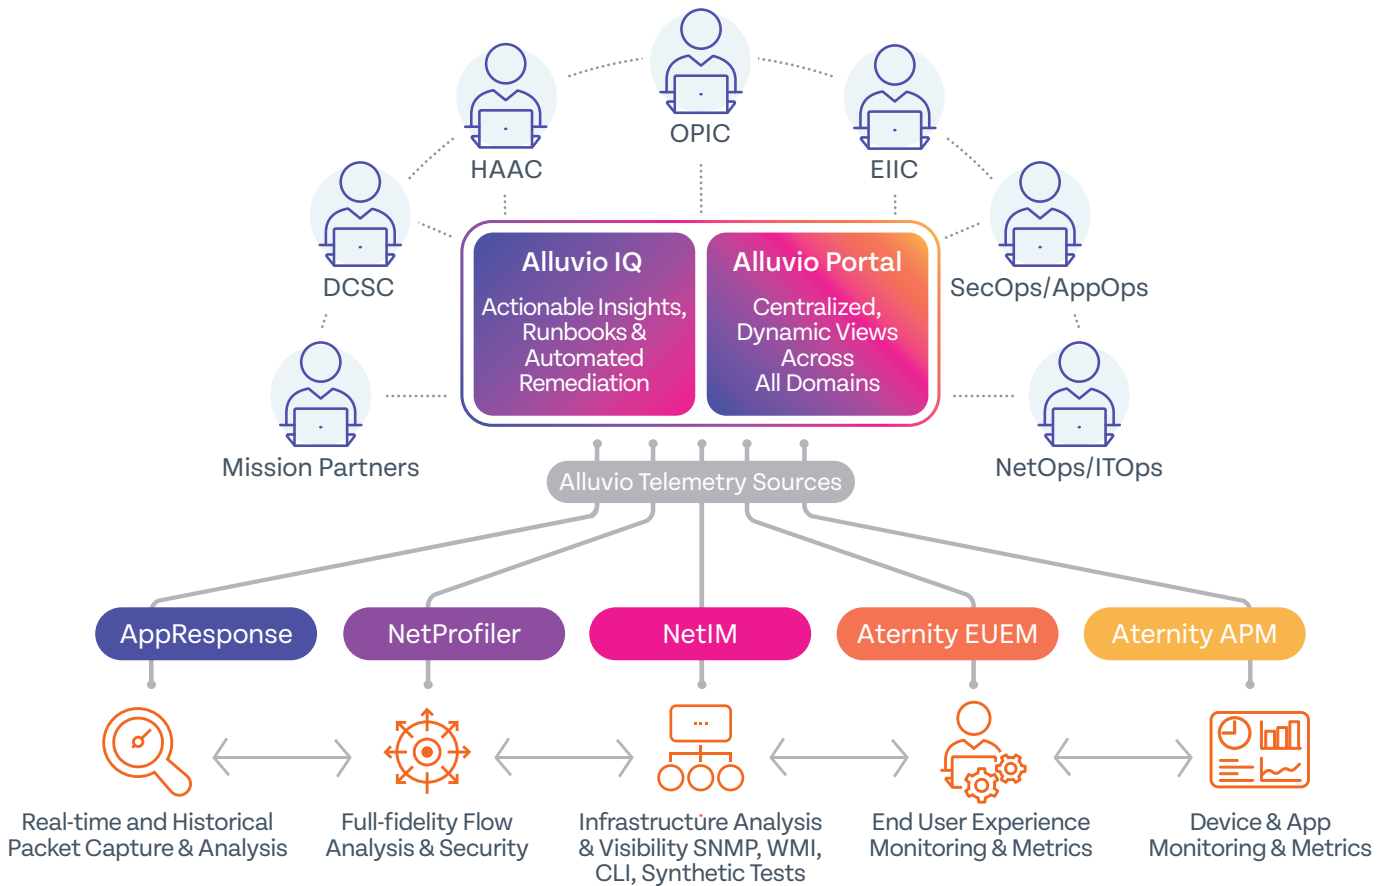 OPIC
HAAC
EIIC
DCSC
SecOps/AppOps
Mission Partners
NetOps/ITOps
Alluvio IQ
Actionable Insights,
Runbooks &
Automated
Remediation
Alluvio Portal
Centralized,
Dynamic Views
Across
All Domains
Alluvio Telemetry Sources
AppResponse
NetProfiler
NetIM
Aternity EUEM
Aternity APM
Real-time and Historical
Packet Capture & Analysis
Full-fidelity Flow
Analysis & Security
Infrastructure Analysis
& Visibility SNMP, WMI,
CLI, Synthetic Tests
End User Experience
Monitoring & Metrics
Device & App
Monitoring & Metrics